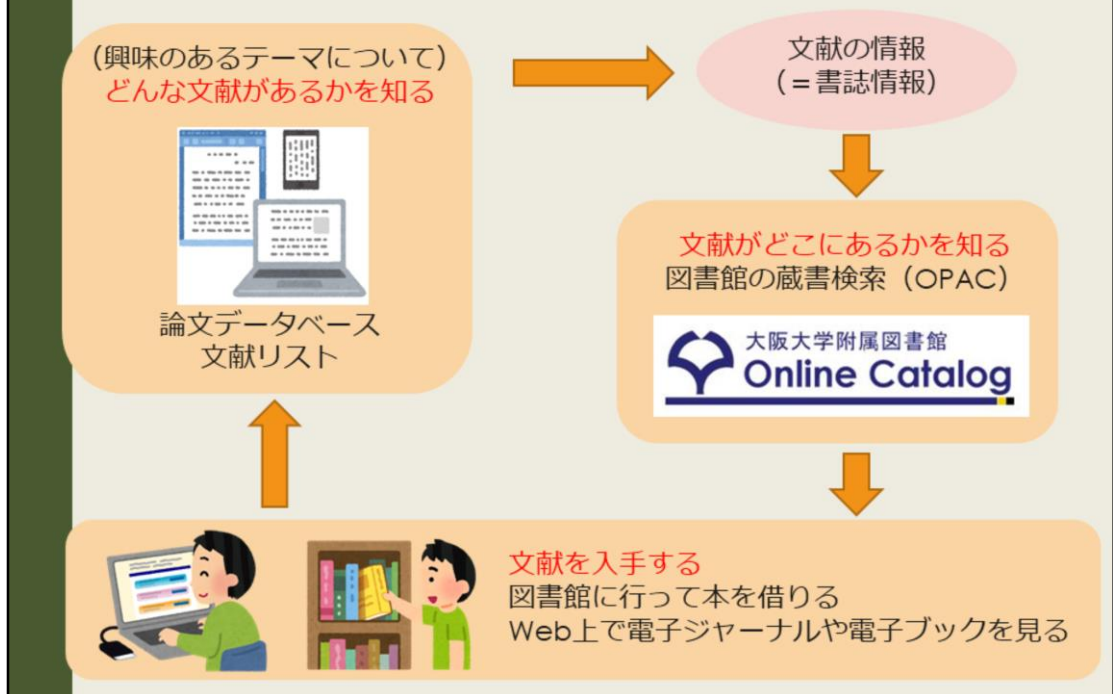 （興味のあるテーマについて）
どんな文献があるかを知る
論文データベース
文献リスト
文献の情報
（＝書誌情報）
文献がどこにあるかを知る
図書館の蔵書検索（OPAC）
大阪大学附属図書館
Online Catalog
文献を入手する
図書館に行って本を借りる
Web上で電子ジャーナルや電子ブックを見る